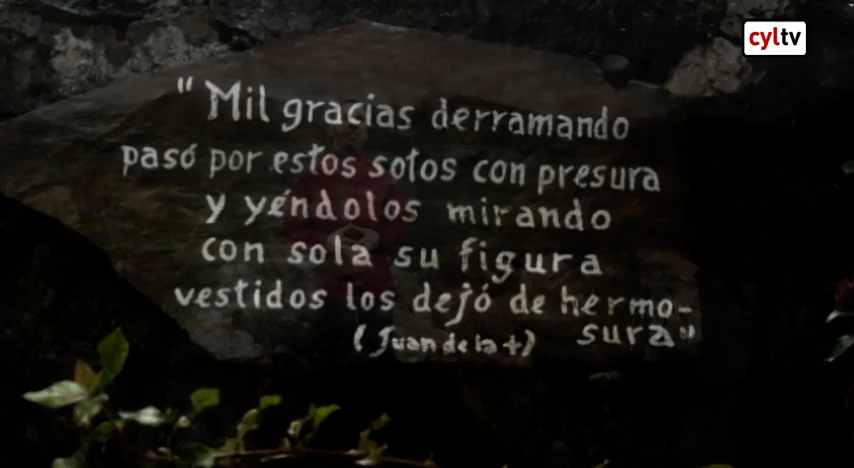 cyltv
"Mil gracias derramando
pasó por estos sotos con presura
y yéndolos mirando
con sola su figura
vestidos los dejó de hermo-
sura"
(Juan de la +)